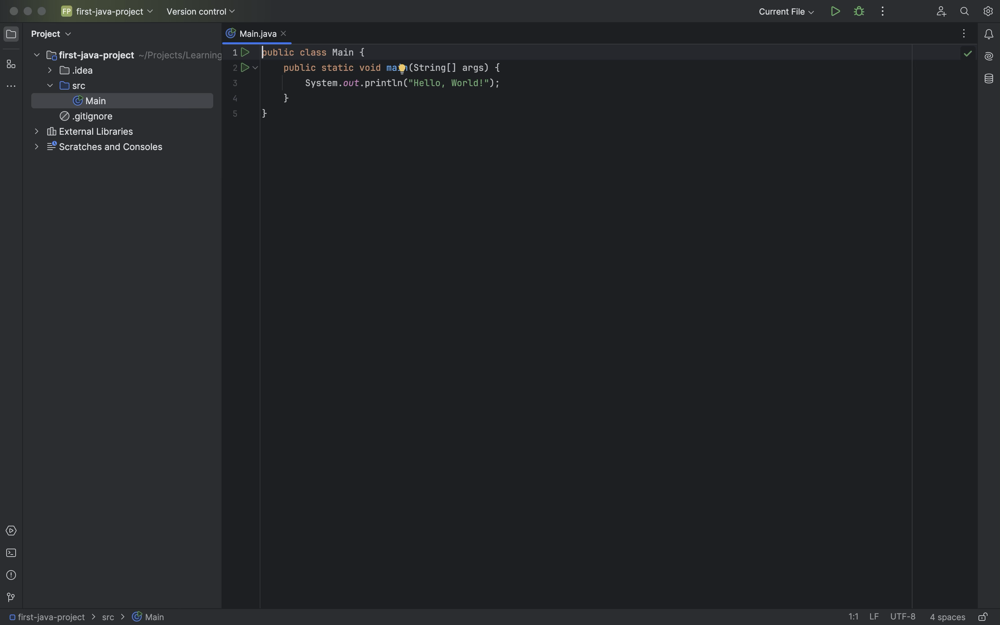 FP first-java-project Version control Current File
Project
Main.java
first-java-project ~/Projects/Learning
.idea
src
Main
.gitignore
External Libraries
Scratches and Consoles
1 public class Main {
2 public static void main(String[] args) {
3 System.out.println("Hello, World!");
4 }
5 }
first-java-project > src > Main 1:1 LF UTF-8 4 spaces